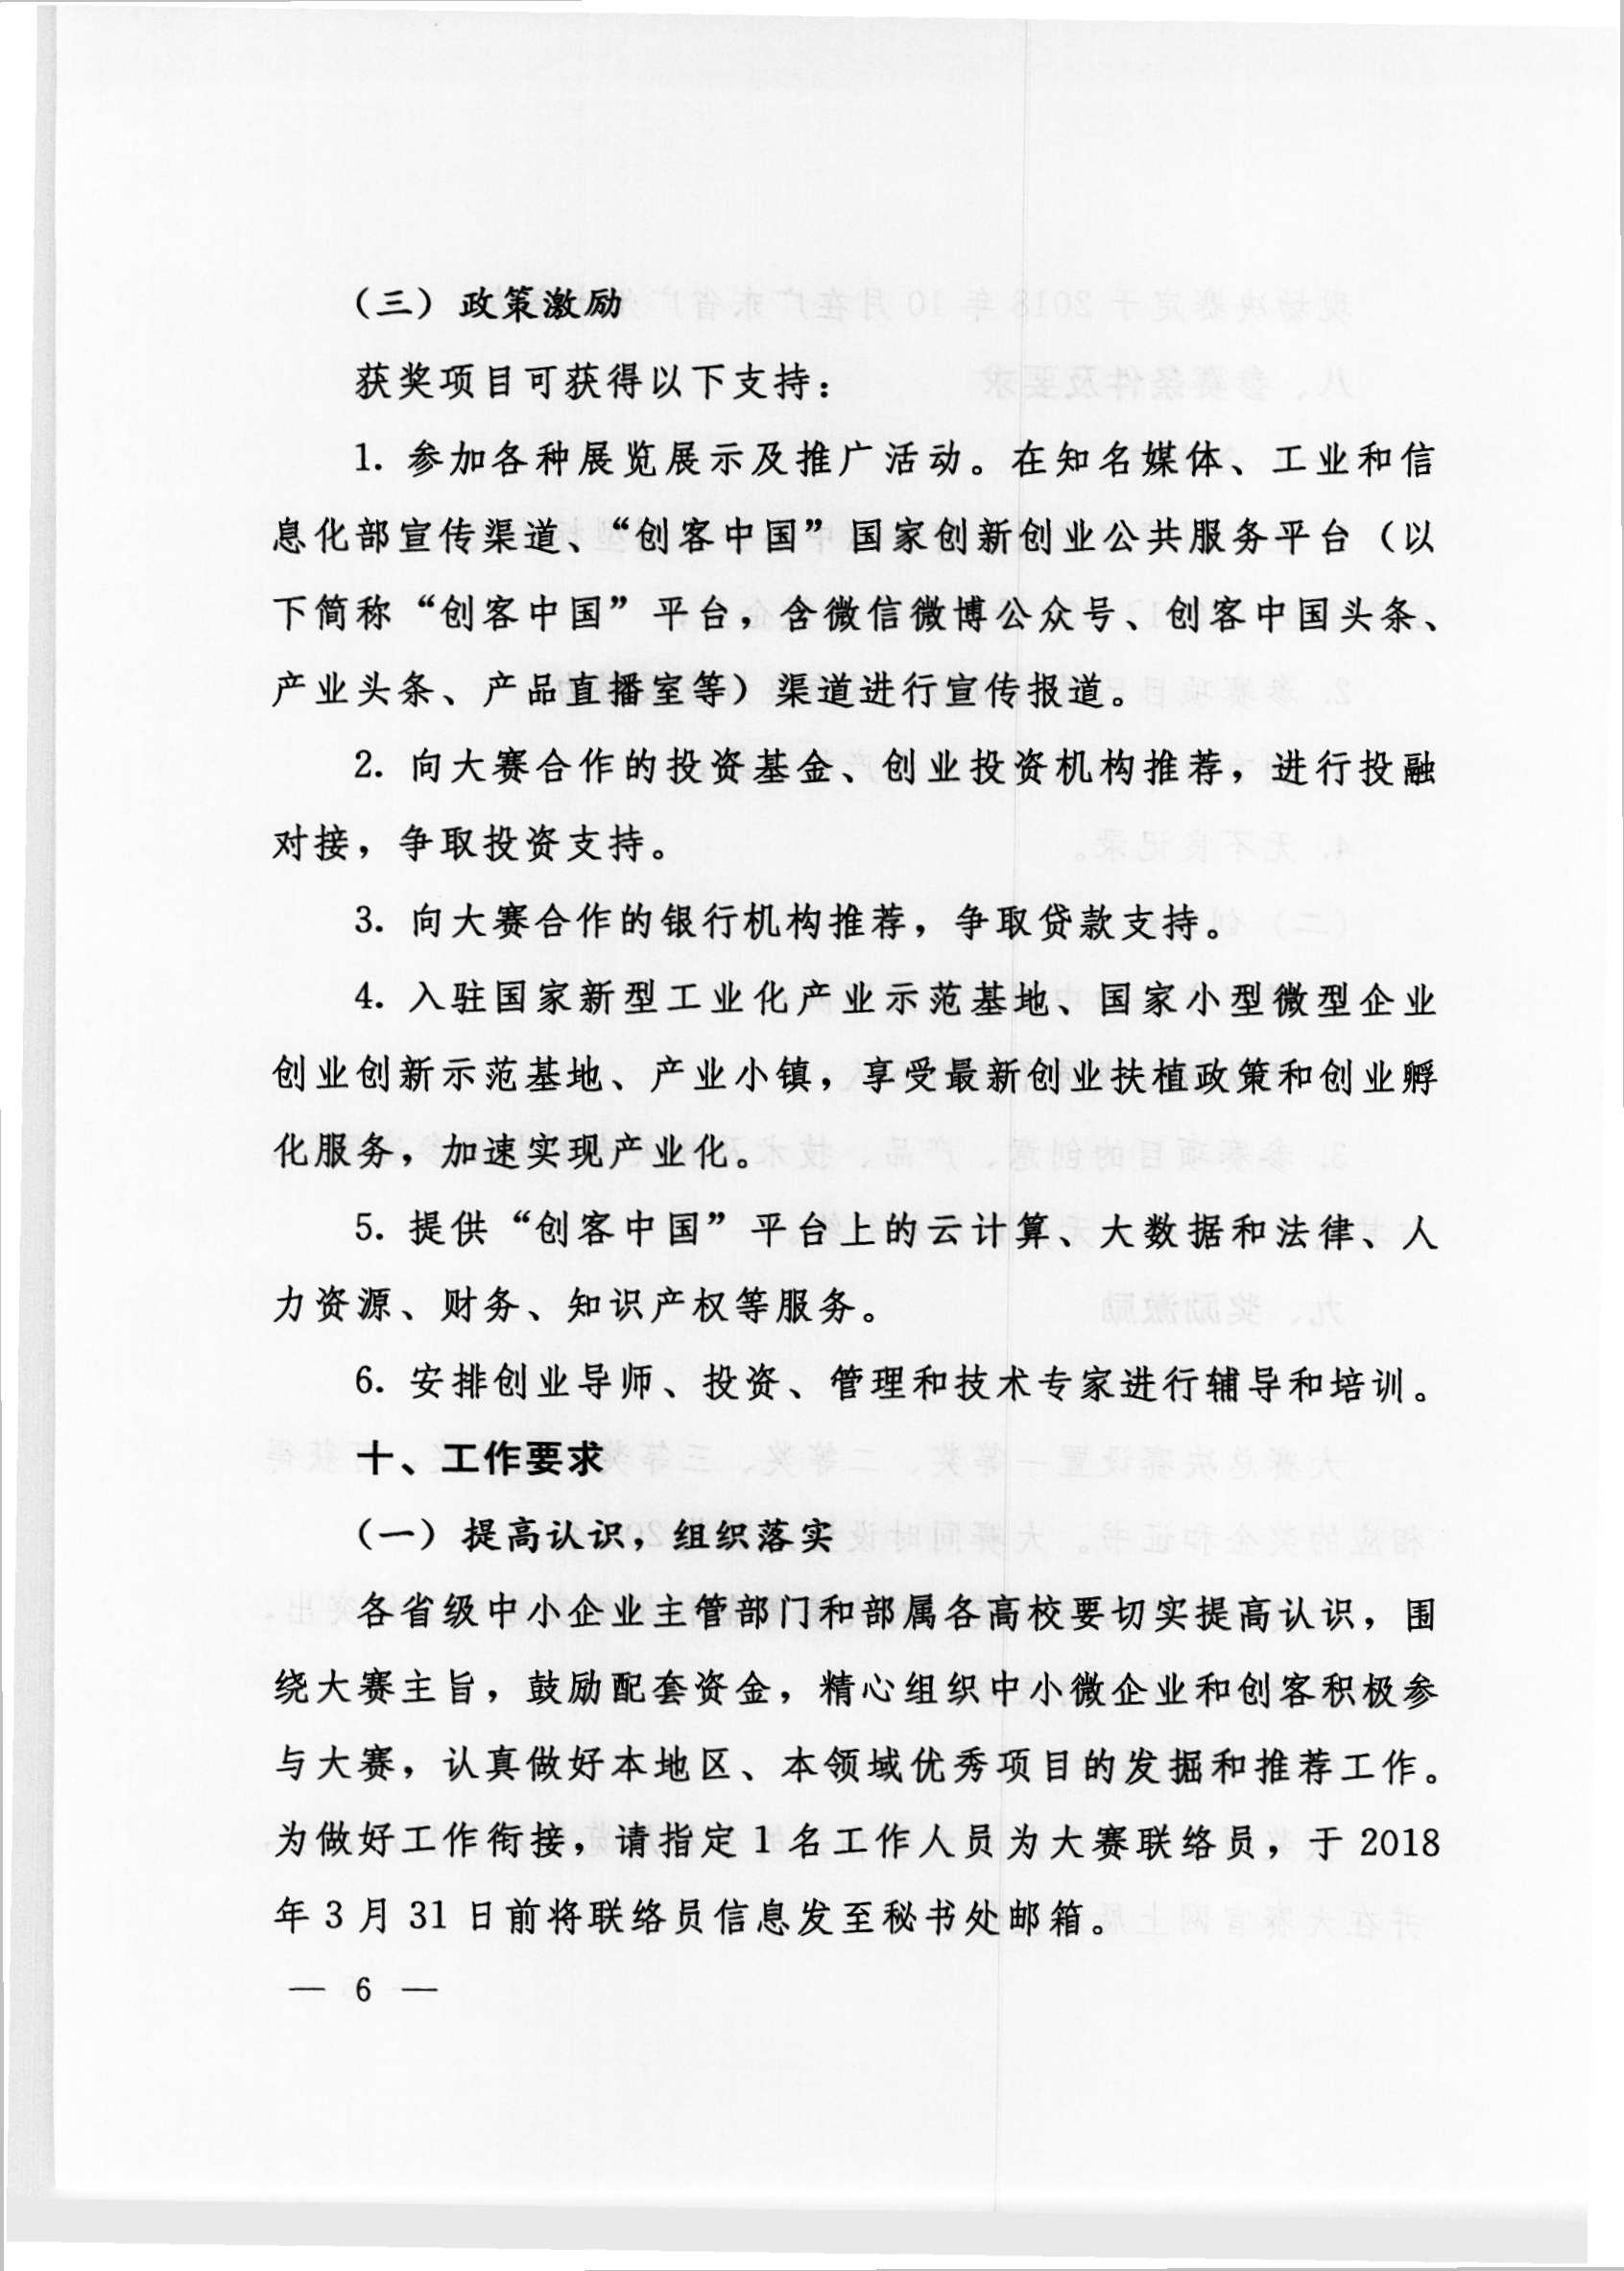 （三）政策激励
获奖项目可获得以下支持：
1. 参加各种展览展示及推广活动。在知名媒体、工业和信
息化部宣传渠道、“创客中国”国家创新创业公共服务平台（以
下简称“创客中国”平台，含微信微博公众号、创客中国头条、
产业头条、产品直播室等）渠道进行宣传报道。
2. 向大赛合作的投资基金、创业投资机构推荐，进行投融
对接，争取投资支持。
3. 向大赛合作的银行机构推荐，争取贷款支持。
4. 入驻国家新型工业化产业示范基地、国家小型微型企业
创业创新示范基地、产业小镇，享受最新创业扶植政策和创业孵
化服务，加速实现产业化。
5. 提供“创客中国”平台上的云计算、大数据和法律、人
力资源、财务、知识产权等服务。
6. 安排创业导师、投资、管理和技术专家进行辅导和培训。
十、工作要求
（一）提高认识，组织落实
各省级中小企业主管部门和部属各高校要切实提高认识，围
绕大赛主旨，鼓励配套资金，精心组织中小微企业和创客积极参
与大赛，认真做好本地区、本领域优秀项目的发掘和推荐工作。
为做好工作衔接，请指定 1 名工作人员为大赛联络员，于 2018
年 3 月 31 日前将联络员信息发至秘书处邮箱。
— 6 —